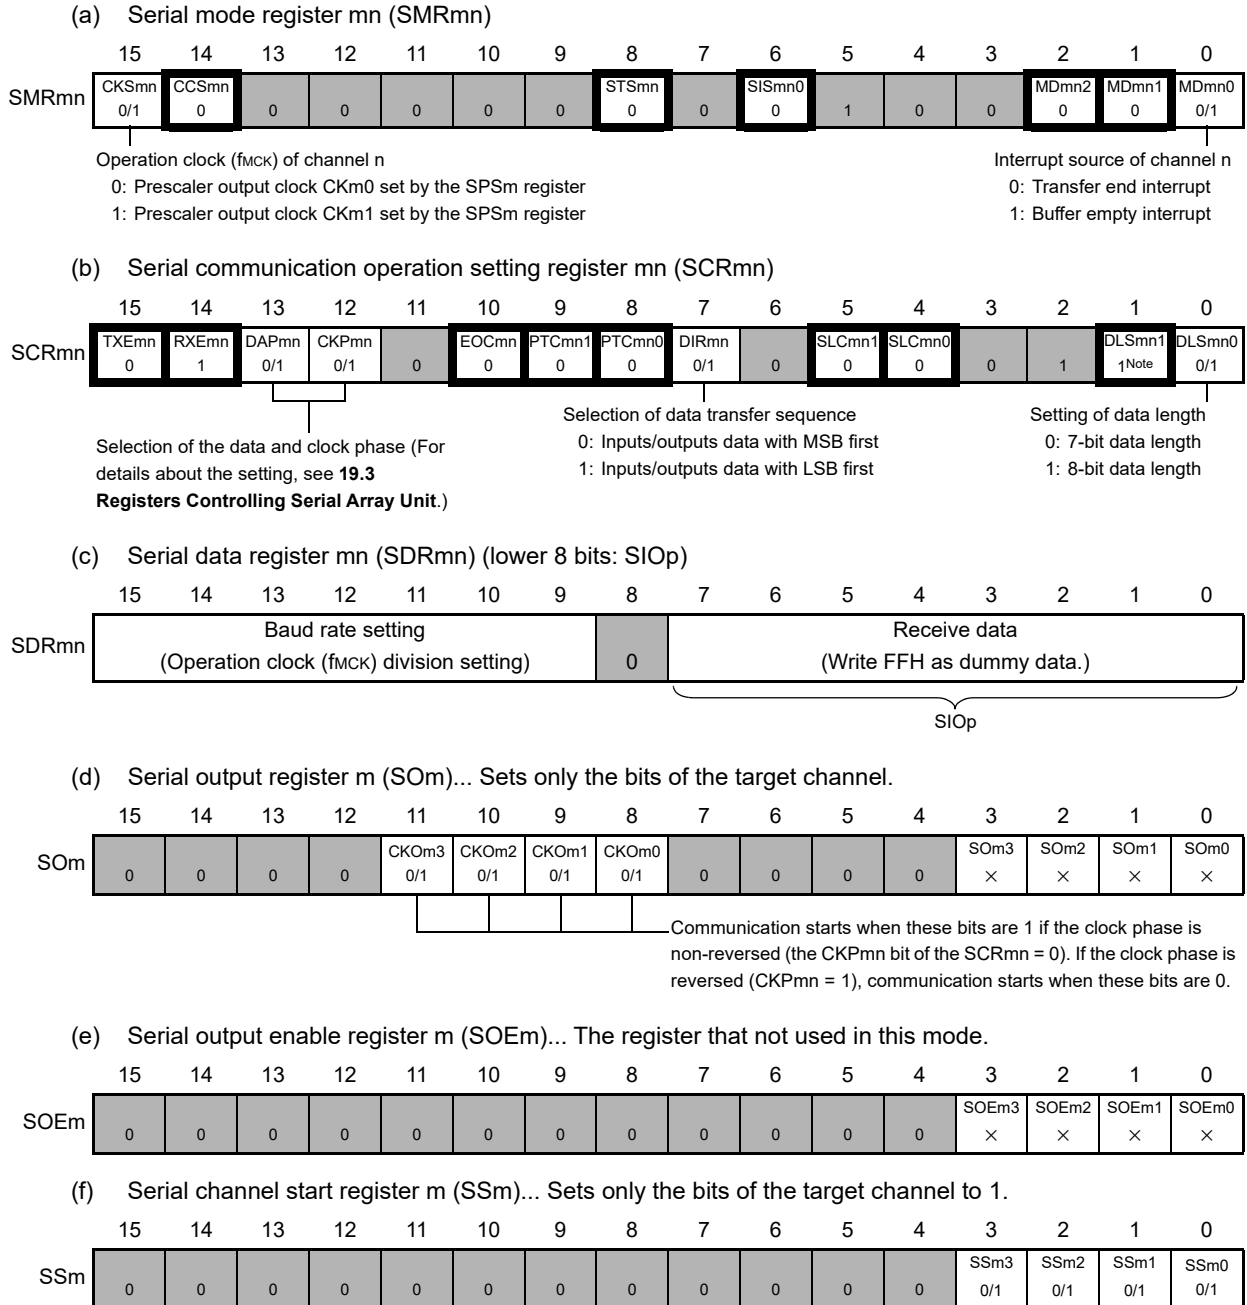 (a) Serial mode register mn (SMRmn)
15 14 13 12 11 10 9 8 7 6 5 4 3 2 1 0
SMRmn CKSmn CCSmn STSmn SISmn0 MDmn2 MDmn1 MDmn0
0/1 0 0 0 0 0 0 0 0 0 1 0 0 0 0 0/1
Operation clock (fMCK) of channel n
0: Prescaler output clock CKm0 set by the SPSm register
1: Prescaler output clock CKm1 set by the SPSm register
Interrupt source of channel n
0: Transfer end interrupt
1: Buffer empty interrupt
(b) Serial communication operation setting register mn (SCRmn)
15 14 13 12 11 10 9 8 7 6 5 4 3 2 1 0
SCRmn TXEmn RXEmn DAPmn CKPmn EOCmn PTCmn1 PTCmn0 DIRmn SLCmn1 SLCmn0 DLSmn1 DLSmn0
0 1 0/1 0/1 0 0 0 0 0/1 0 0 0 0 1 1Note 0/1
Selection of the data and clock phase (For
details about the setting, see 19.3
Registers Controlling Serial Array Unit.)
Selection of data transfer sequence
0: Inputs/outputs data with MSB first
1: Inputs/outputs data with LSB first
Setting of data length
0: 7-bit data length
1: 8-bit data length
(c) Serial data register mn (SDRmn) (lower 8 bits: SIOp)
15 14 13 12 11 10 9 8 7 6 5 4 3 2 1 0
SDRmn Baud rate setting
(Operation clock (fMCK) division setting)
0
Receive data
(Write FFH as dummy data.)
SIOp
(d) Serial output register m (SOm)... Sets only the bits of the target channel.
15 14 13 12 11 10 9 8 7 6 5 4 3 2 1 0
SOm CKOm3 CKOm2 CKOm1 CKOm0 SOm3 SOm2 SOm1 SOm0
0 0 0 0 0/1 0/1 0/1 0/1 0 0 0 0 × × × ×
Communication starts when these bits are 1 if the clock phase is
non-reversed (the CKPmn bit of the SCRmn = 0). If the clock phase is
reversed (CKPmn = 1), communication starts when these bits are 0.
(e) Serial output enable register m (SOEm)... The register that not used in this mode.
15 14 13 12 11 10 9 8 7 6 5 4 3 2 1 0
SOEm SOEm3 SOEm2 SOEm1 SOEm0
0 0 0 0 0 0 0 0 0 0 0 0 × × × ×
(f) Serial channel start register m (SSm)... Sets only the bits of the target channel to 1.
15 14 13 12 11 10 9 8 7 6 5 4 3 2 1 0
SSm SSm3 SSm2 SSm1 SSm0
0 0 0 0 0 0 0 0 0 0 0 0 0/1 0/1 0/1 0/1